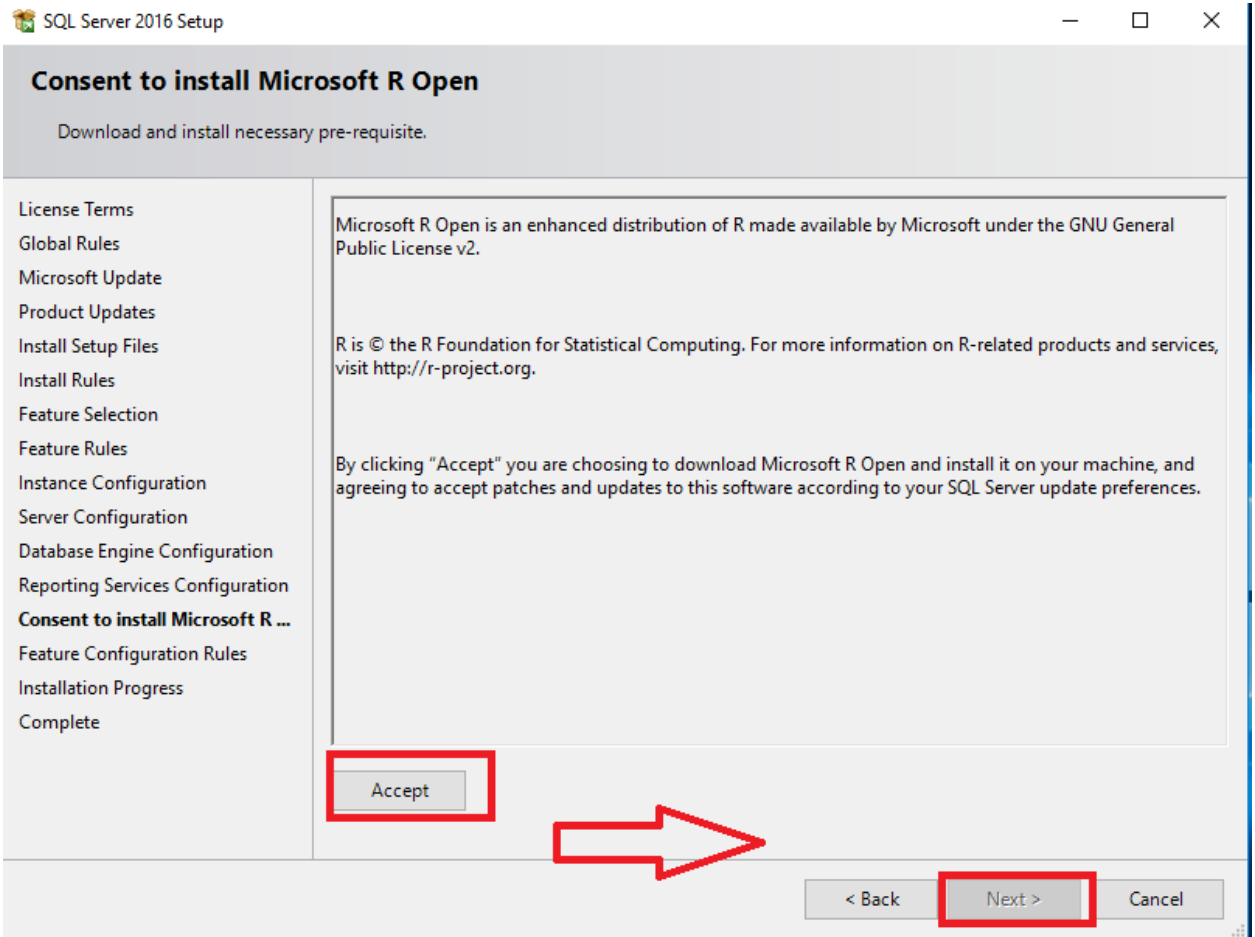 SQL Server 2016 Setup
Consent to install Microsoft R Open
Download and install necessary pre-requisite.
License Terms
Global Rules
Microsoft Update
Product Updates
Install Setup Files
Install Rules
Feature Selection
Feature Rules
Instance Configuration
Server Configuration
Database Engine Configuration
Reporting Services Configuration
Consent to install Microsoft R ...
Feature Configuration Rules
Installation Progress
Complete
Microsoft R Open is an enhanced distribution of R made available by Microsoft under the GNU General
Public License v2.
R is © the R Foundation for Statistical Computing. For more information on R-related products and services,
visit http://r-project.org.
By clicking "Accept" you are choosing to download Microsoft R Open and install it on your machine, and
agreeing to accept patches and updates to this software according to your SQL Server update preferences.
Accept
< Back
Next >
Cancel